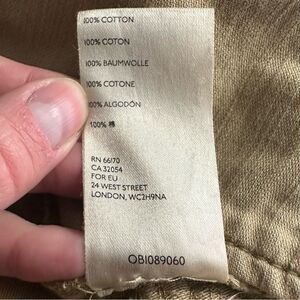 100% COTTON
100% COTON
100% BAUMWOLLE
100% COTONE
100% ALGODÓN
100% 棉
RN 66170
CA 32054
FOR EU
24 WEST STREET
LONDON, WC2H9NA
OBI089060